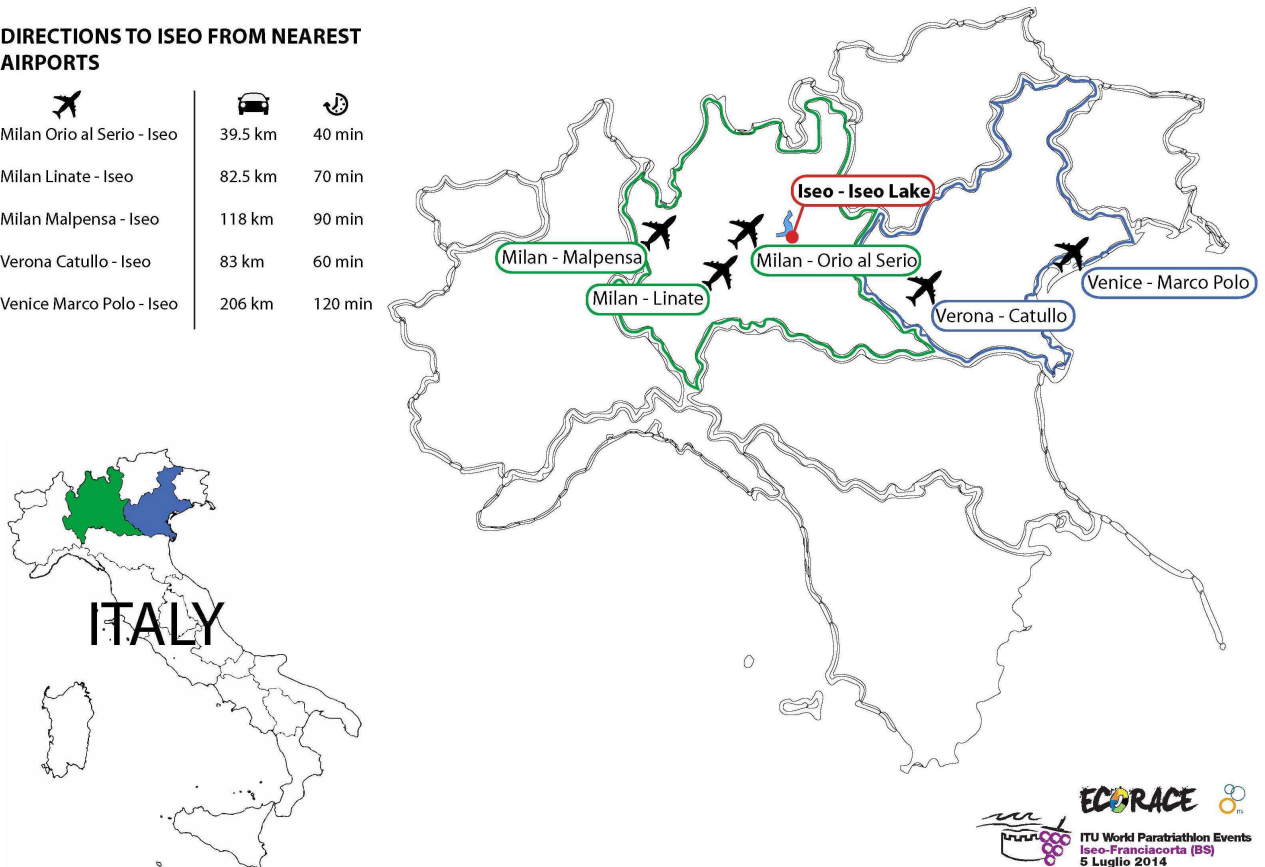 DIRECTIONS TO ISEO FROM NEAREST
AIRPORTS
Milan Orio al Serio - Iseo 39.5 km 40 min
Milan Linate - Iseo 82.5 km 70 min
Milan Malpensa - Iseo 118 km 90 min
Verona Catullo - Iseo 83 km 60 min
Venice Marco Polo - Iseo 206 km 120 min
Iseo - Iseo Lake
Milan - Malpensa
Milan - Orio al Serio
Milan - Linate
Venice - Marco Polo
Verona - Catullo
ITALY
ECORACE
ITU
ITU World Paratriathlon Events
Iseo-Franciacorta (BS)
5 Luglio 2014